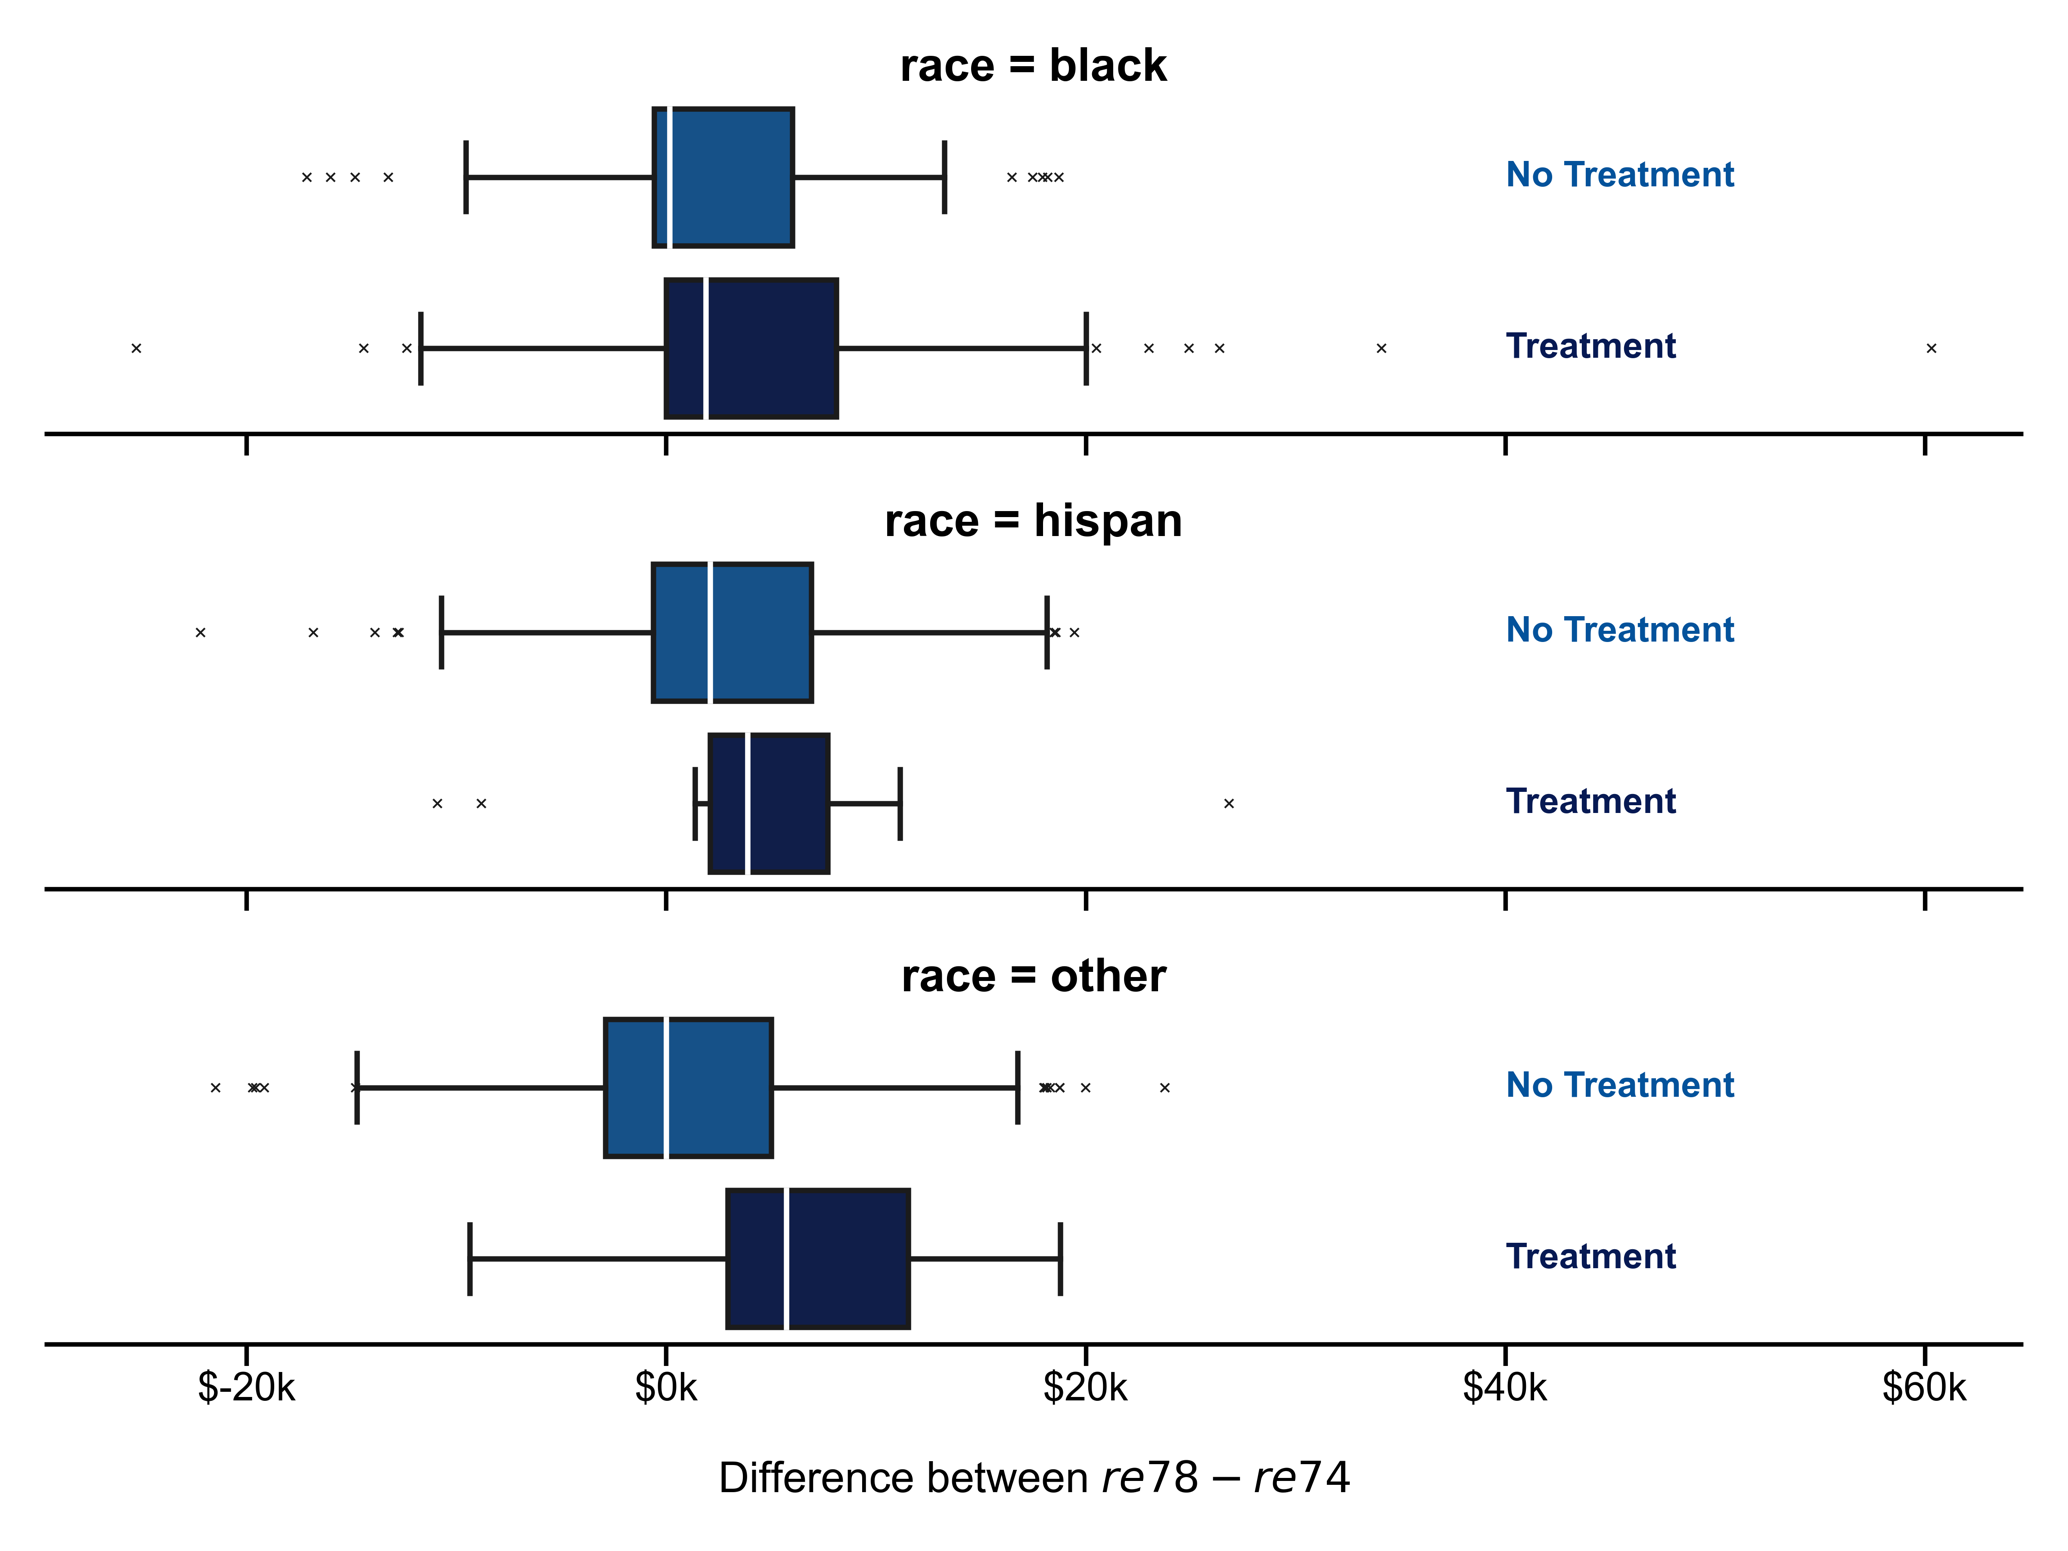 race = black
No Treatment
Treatment
race = hispan
No Treatment
Treatment
race = other
No Treatment
Treatment
$-20k $0k $20k $40k $60k
Difference between re78 − re74